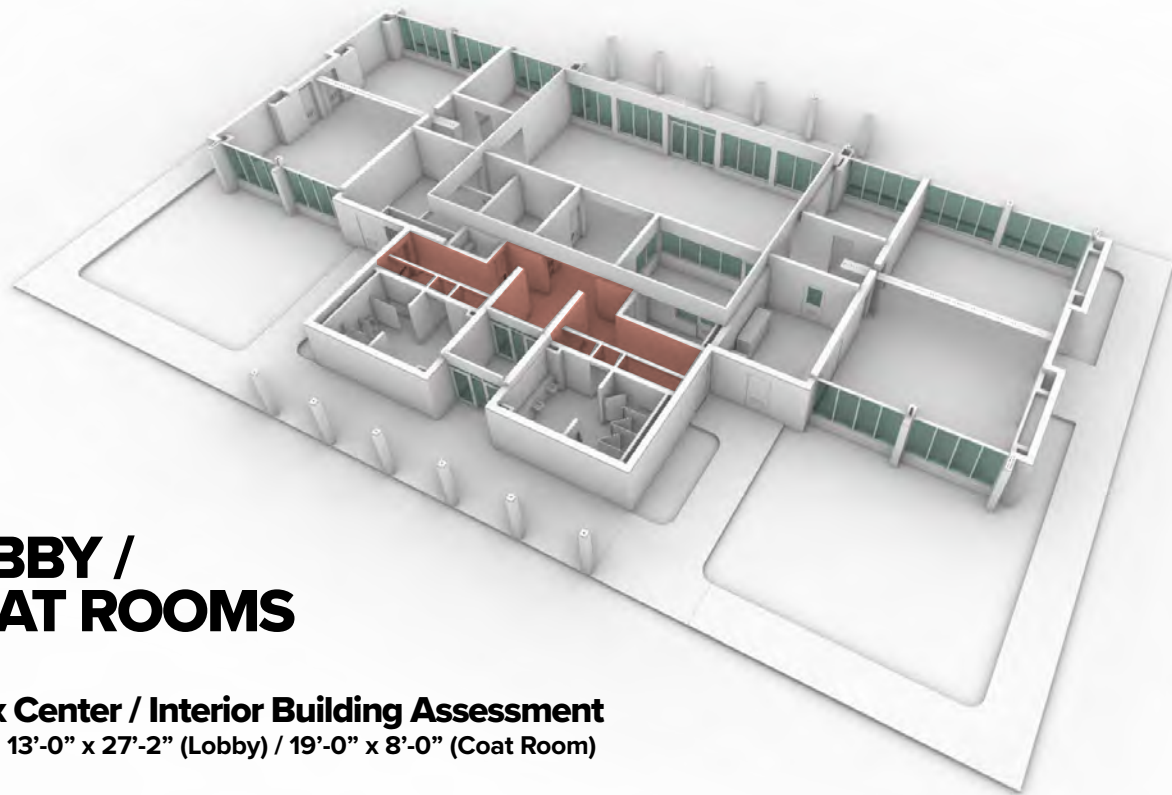 BBY /
AT ROOMS
x Center / Interior Building Assessment
13’-0” x 27’-2” (Lobby) / 19’-0” x 8’-0” (Coat Room)